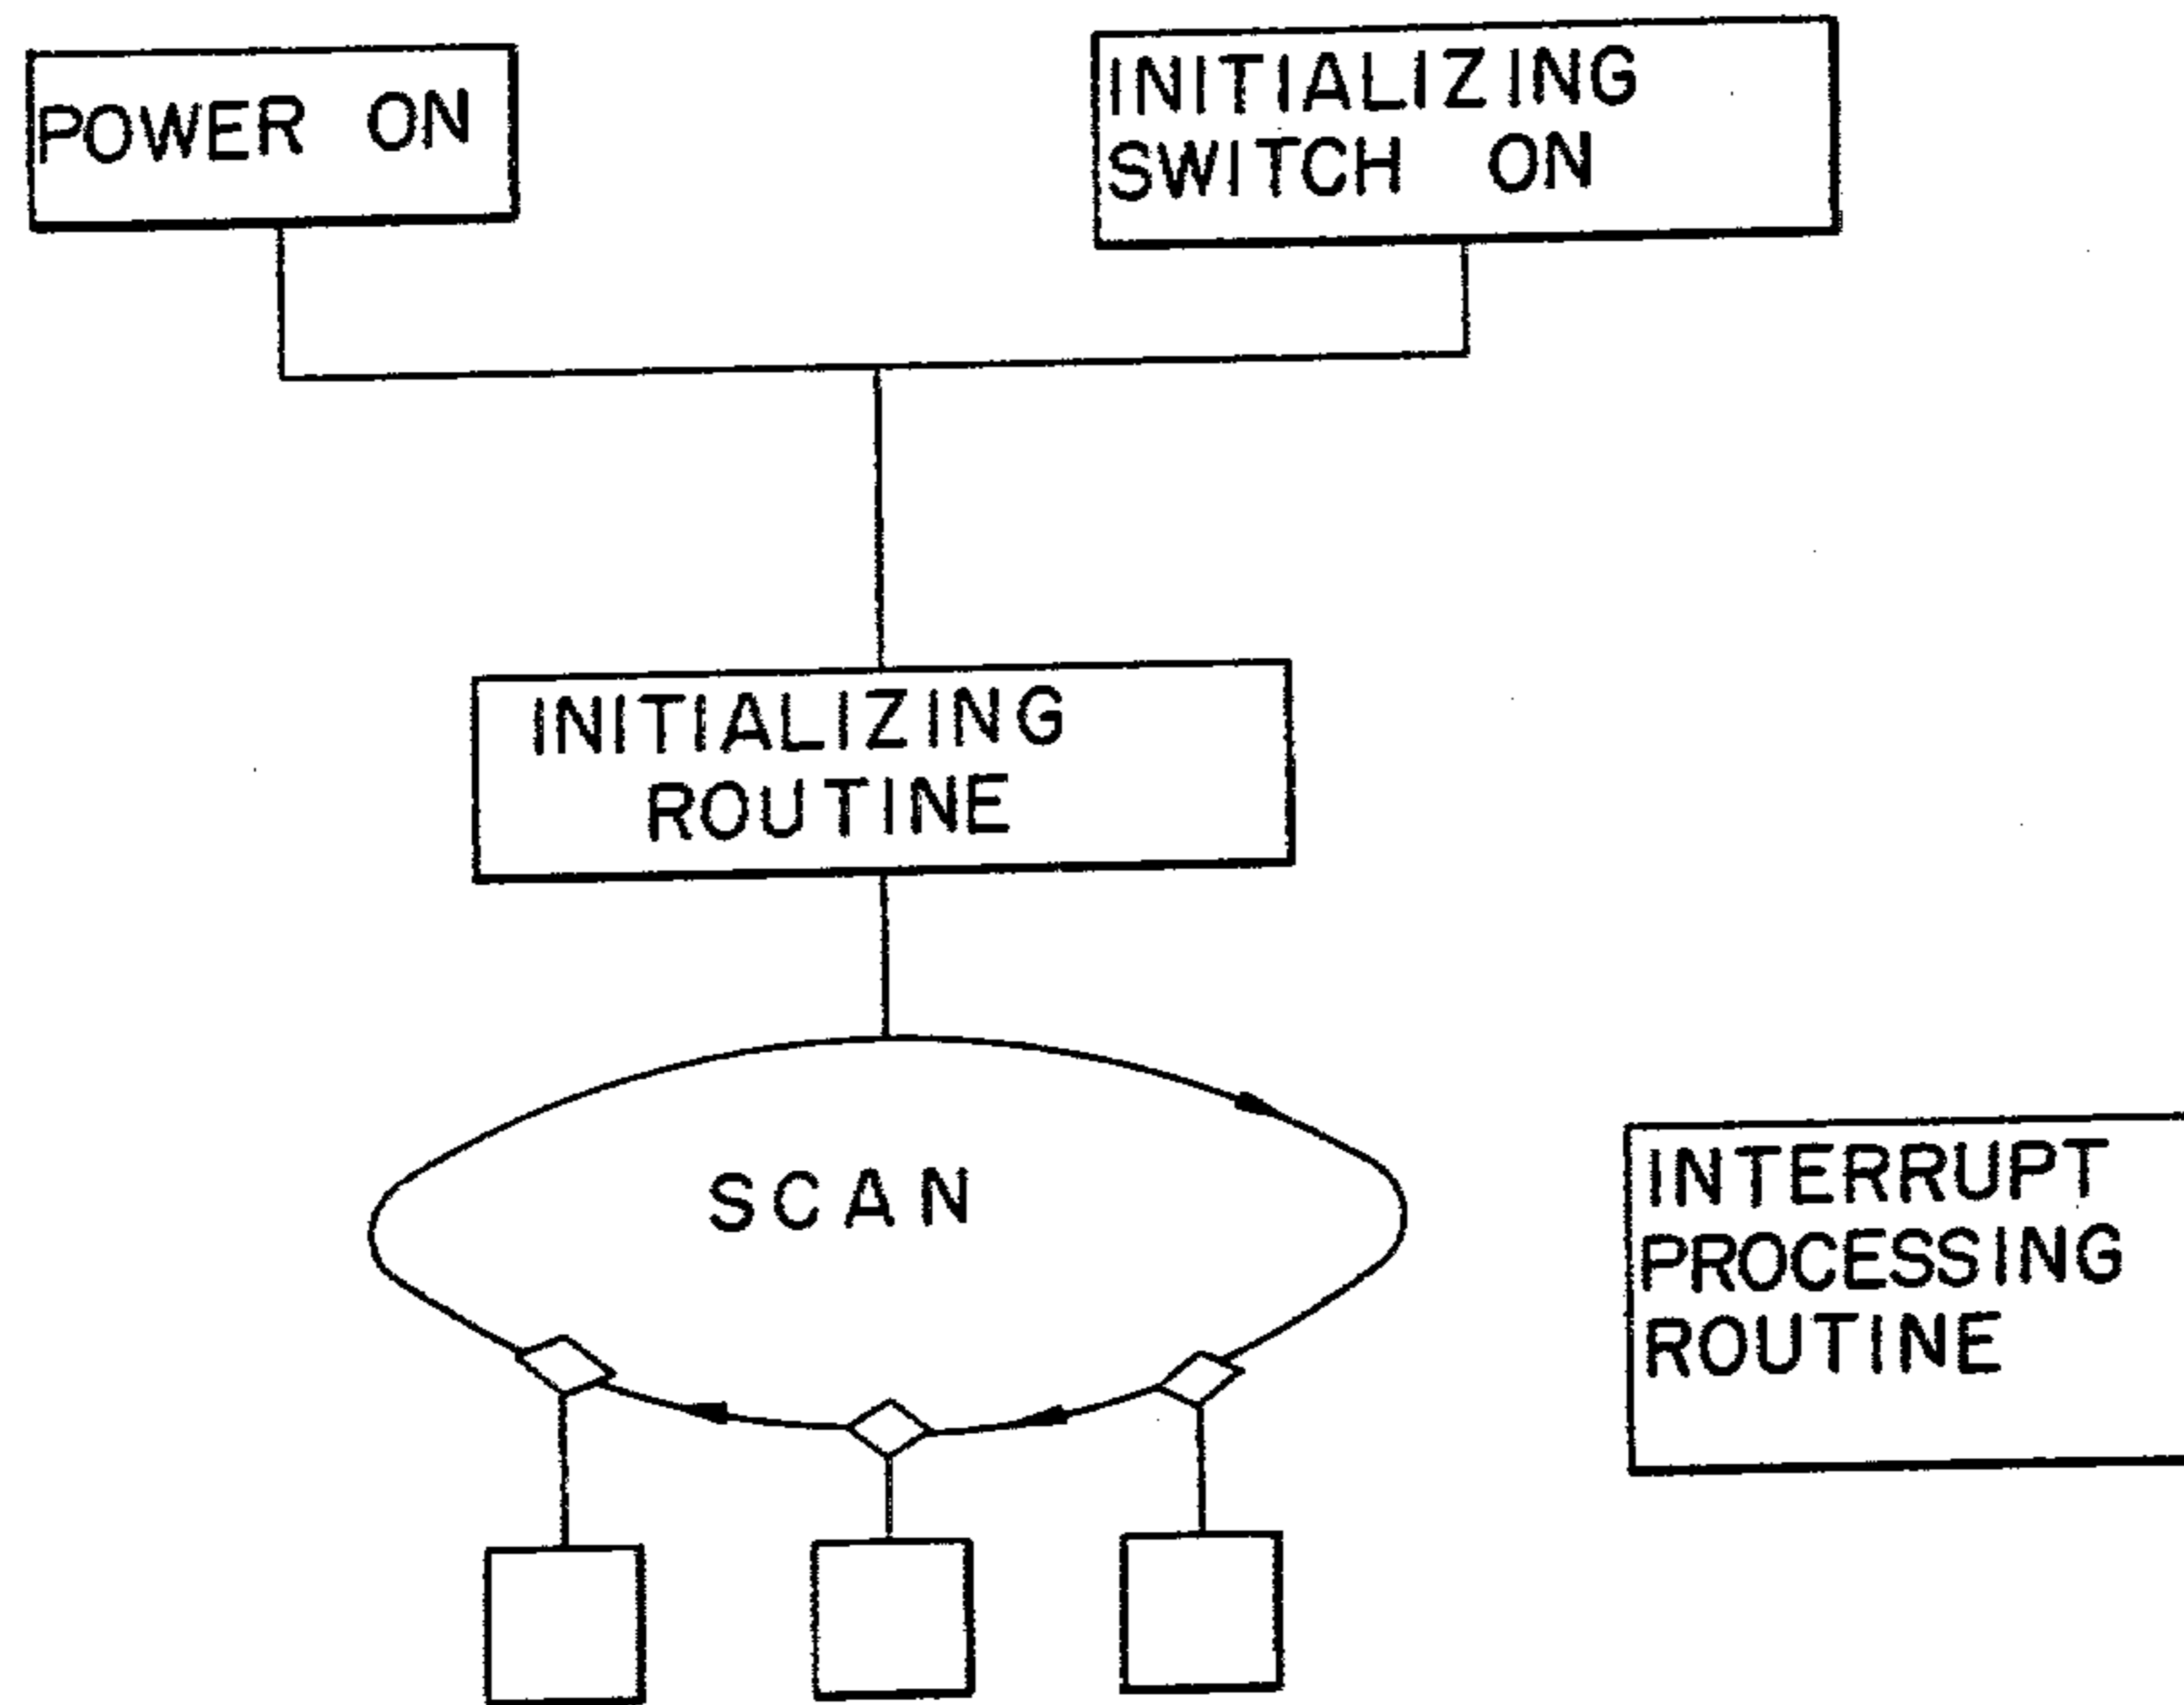 POWER ON
INITIALIZING
SWITCH ON
INITIALIZING
ROUTINE
SCAN
INTERRUPT
PROCESSING
ROUTINE